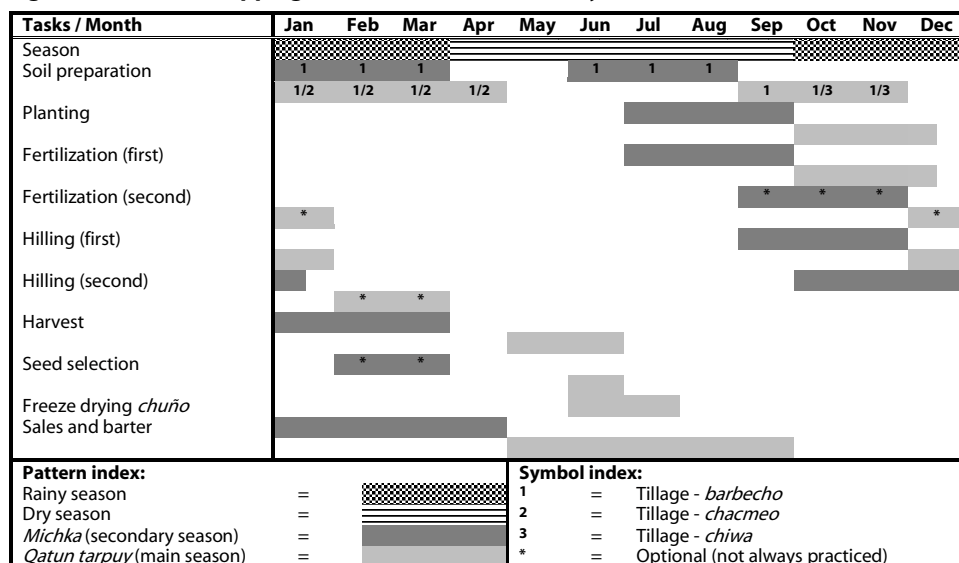 Tasks / Month Jan Feb Mar Apr May Jun Jul Aug Sep Oct Nov Dec
Season
Soil preparation 1 1 1 1 1 1
1/2 1/2 1/2 1/2 1 1/3 1/3
Planting
Fertilization (first)
Fertilization (second) * * *
* *
Hilling (first)
Hilling (second)
* *
Harvest
Seed selection * *
Freeze drying chuño
Sales and barter
Pattern index: Symbol index:
Rainy season = 1 = Tillage - barbecho
Dry season = 2 = Tillage - chacmeo
Michka (secondary season) = 3 = Tillage - chiwa
Qatun tarpuy (main season) = * = Optional (not always practiced)